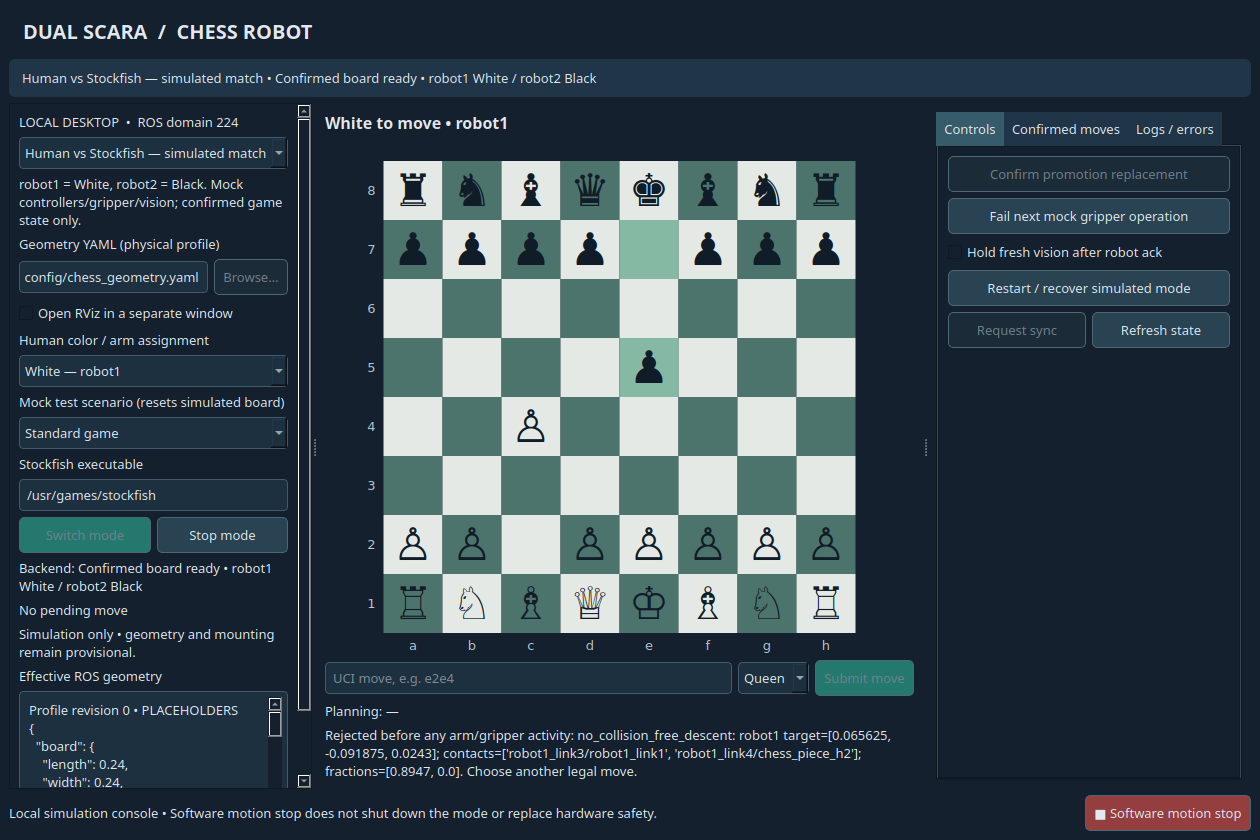 DUAL SCARA / CHESS ROBOT
Human vs Stockfish — simulated match • Confirmed board ready • robot1 White / robot2 Black
LOCAL DESKTOP • ROS domain 224
Human vs Stockfish — simulated match
robot1 = White, robot2 = Black. Mock
controllers/gripper/vision; confirmed game
state only.
Geometry YAML (physical profile)
config/chess_geometry.yaml
Browse...
Open RViz in a separate window
Human color / arm assignment
White — robot1
Mock test scenario (resets simulated board)
Standard game
Stockfish executable
/usr/games/stockfish
Switch mode
Stop mode
Backend: Confirmed board ready • robot1
White / robot2 Black
No pending move
Simulation only • geometry and mounting
remain provisional.
Effective ROS geometry
Profile revision 0 • PLACEHOLDERS
{
"board": {
"length": 0.24,
"width": 0.24,
White to move • robot1
8
7
6
5
4
3
2
1
a b c d e f g h
UCI move, e.g. e2e4
Queen
Submit move
Planning: —
Rejected before any arm/gripper activity: no_collision_free_descent: robot1 target=[0.065625,
-0.091875, 0.0243]; contacts=['robot1_link3/robot1_link1', 'robot1_link4/chess_piece_h2'];
fractions=[0.8947, 0.0]. Choose another legal move.
Controls
Confirmed moves
Logs / errors
Confirm promotion replacement
Fail next mock gripper operation
Hold fresh vision after robot ack
Restart / recover simulated mode
Request sync
Refresh state
Local simulation console • Software motion stop does not shut down the mode or replace hardware safety.
Software motion stop